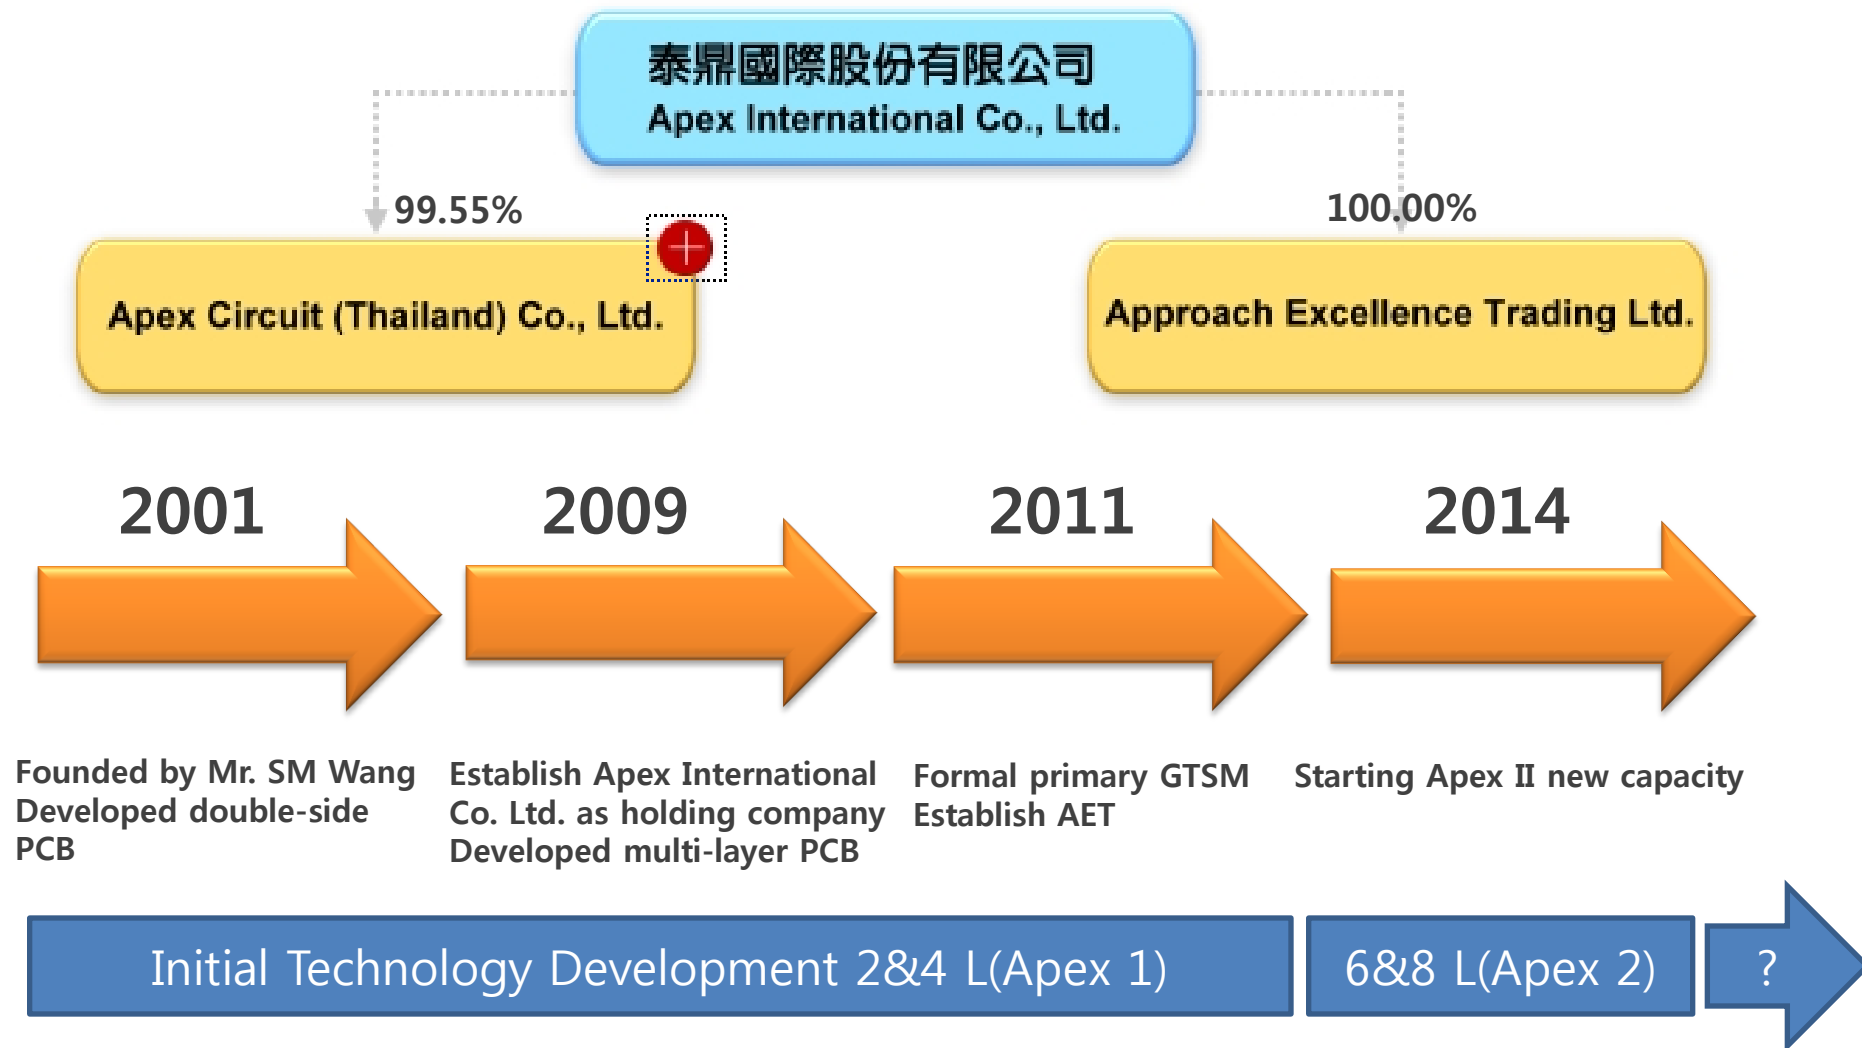 泰鼎國際股份有限公司
Apex International Co., Ltd.
99.55%
100.00%
Apex Circuit (Thailand) Co., Ltd.
Approach Excellence Trading Ltd.
2001
2009
2011
2014
Founded by Mr. SM Wang
Developed double-side
PCB
Establish Apex International
Co. Ltd. as holding company
Developed multi-layer PCB
Formal primary GTSM
Establish AET
Starting Apex II new capacity
Initial Technology Development 2&4 L(Apex 1)
6&8 L(Apex 2)
?